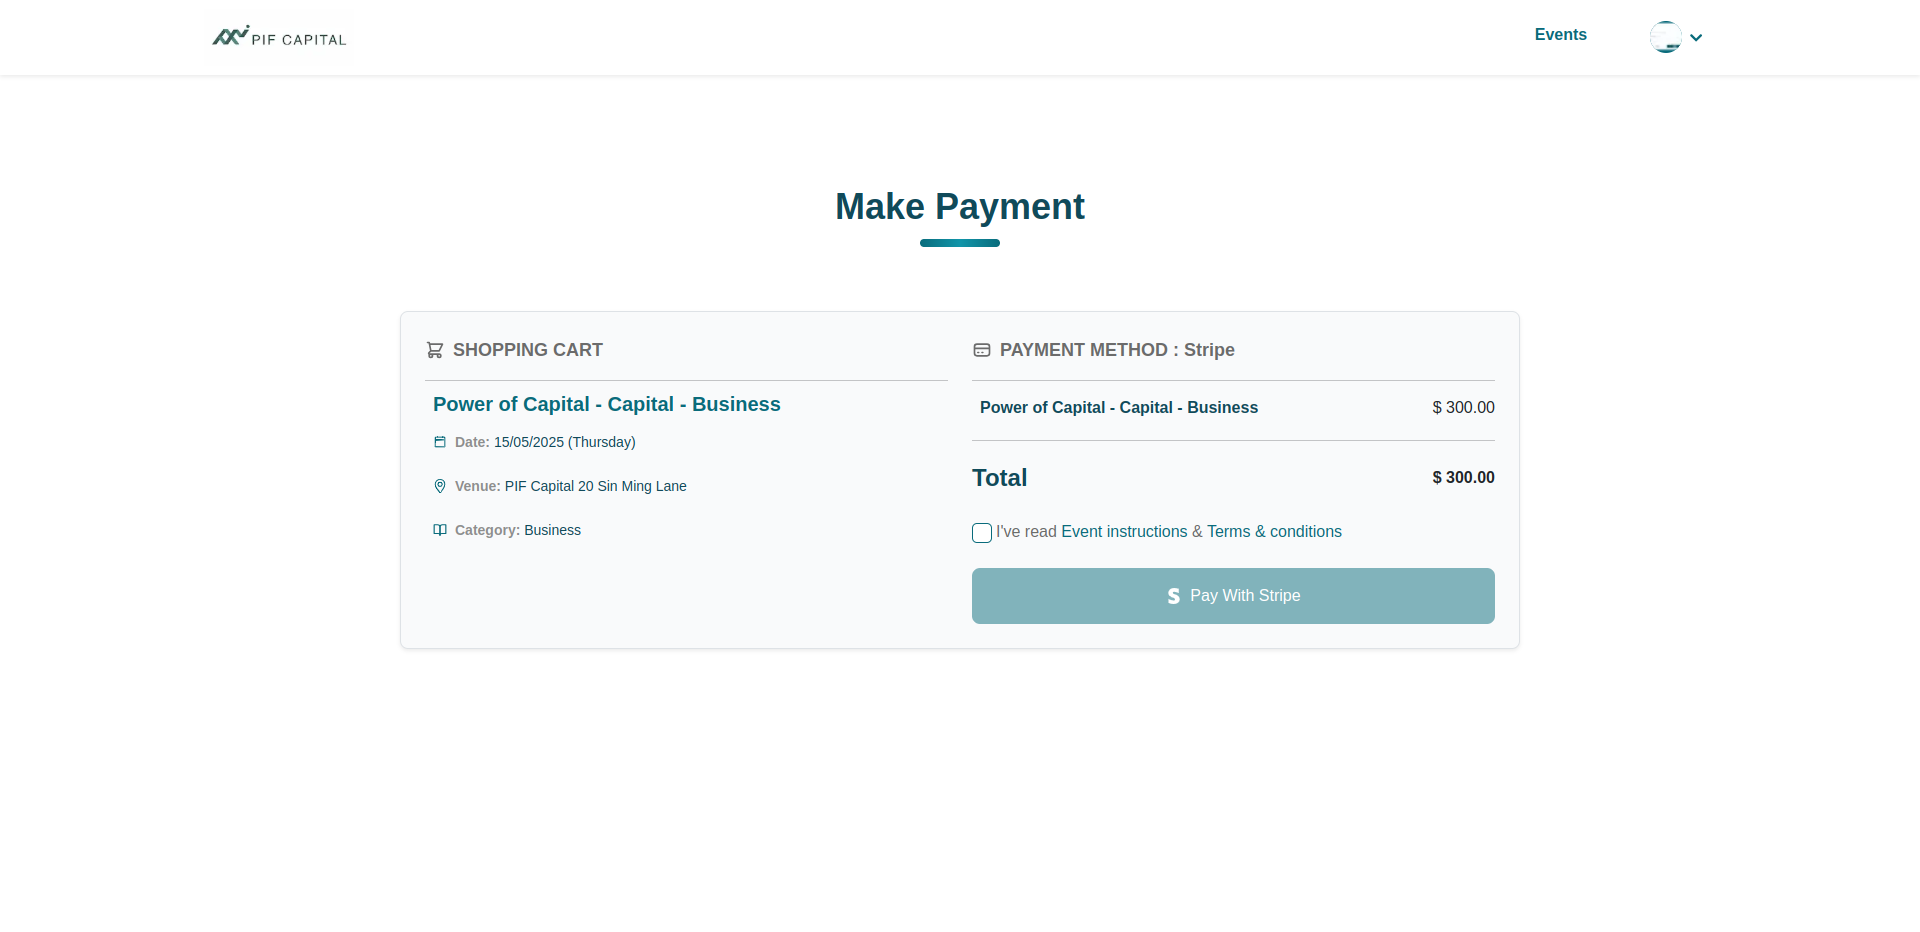 PIF CAPITAL
Events
Make Payment
SHOPPING CART
Power of Capital - Capital - Business
Date: 15/05/2025 (Thursday)
Venue: PIF Capital 20 Sin Ming Lane
Category: Business
PAYMENT METHOD : Stripe
Power of Capital - Capital - Business $ 300.00
Total $ 300.00
I've read Event instructions & Terms & conditions
Pay With Stripe